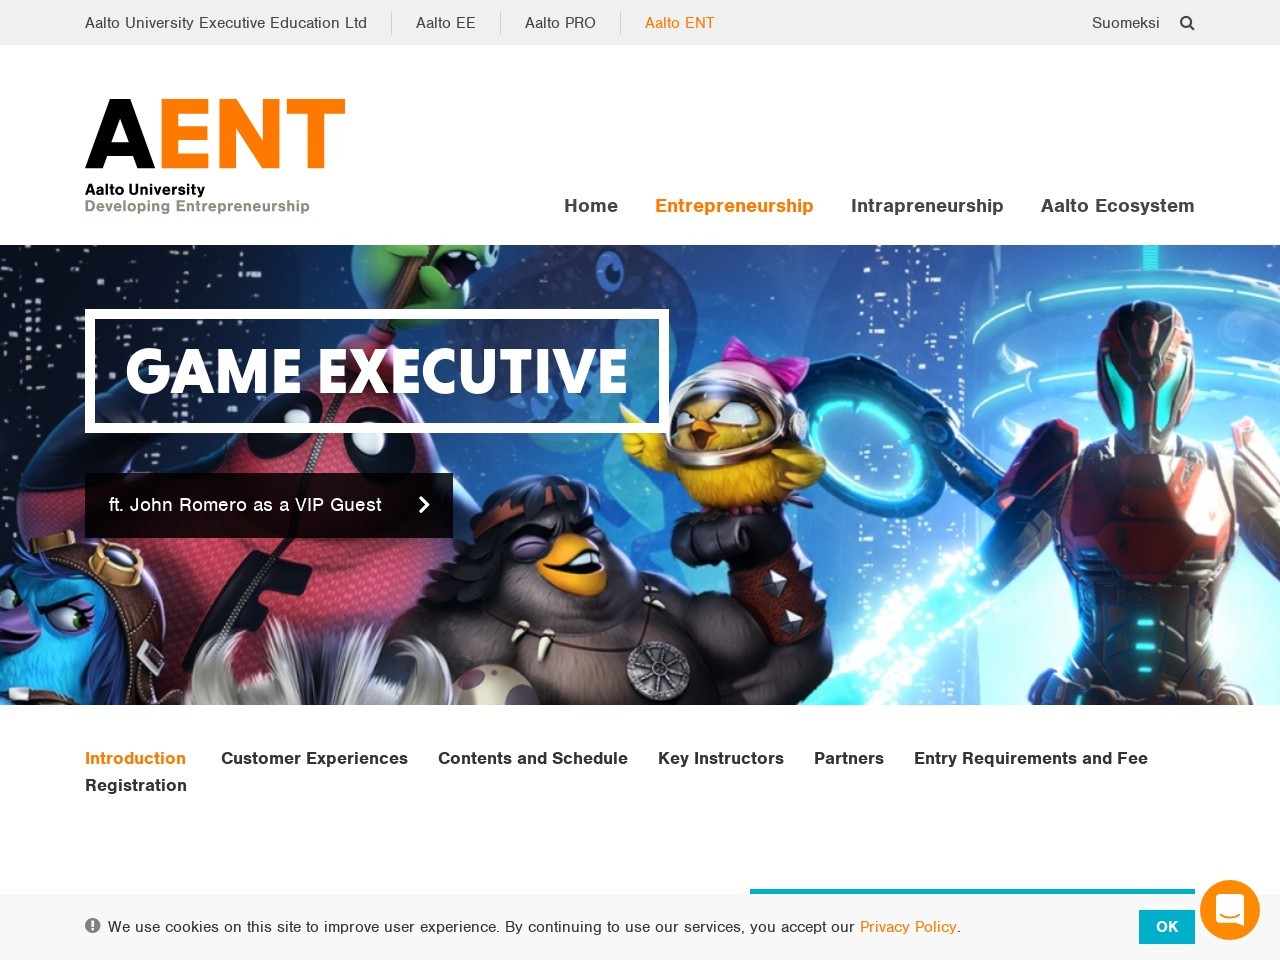 Aalto University Executive Education Ltd
Aalto EE
Aalto PRO
Aalto ENT
Suomeksi
AENT
Aalto University
Developing Entrepreneurship
Home
Entrepreneurship
Intrapreneurship
Aalto Ecosystem
GAME EXECUTIVE
ft. John Romero as a VIP Guest
Introduction
Customer Experiences
Contents and Schedule
Key Instructors
Partners
Entry Requirements and Fee
Registration
We use cookies on this site to improve user experience. By continuing to use our services, you accept our Privacy Policy.
OK